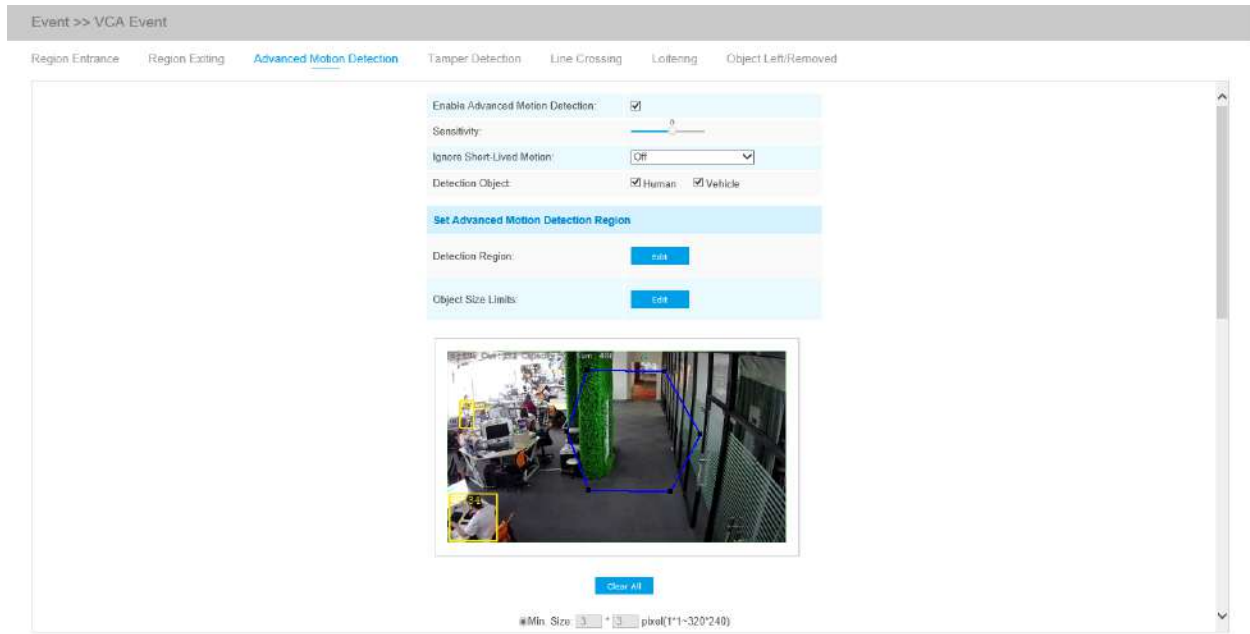 Event >> VCA Event
Region Entrance Region Exiting Advanced Motion Detection Tamper Detection Line Crossing Loitering Object Left/Removed
Enable Advanced Motion Detection:
Sensitivity:
Ignore Short-Lived Motion: Off
Detection Object: Human Vehicle
Set Advanced Motion Detection Region
Detection Region: Edit
Object Size Limits: Edit
Clear All
Min. Size: 3 * 3 pixel(1*1~320*240)